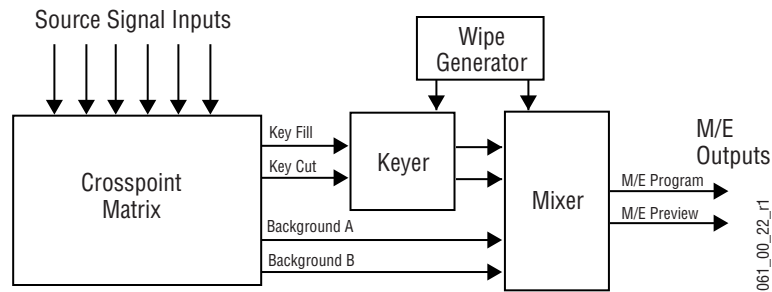 Source Signal Inputs
Wipe
Generator
Key Fill
Key Cut
Keyer
Crosspoint
Matrix
Background A
Background B
Mixer
M/E
Outputs
M/E Program
M/E Preview
061_00_22_r1